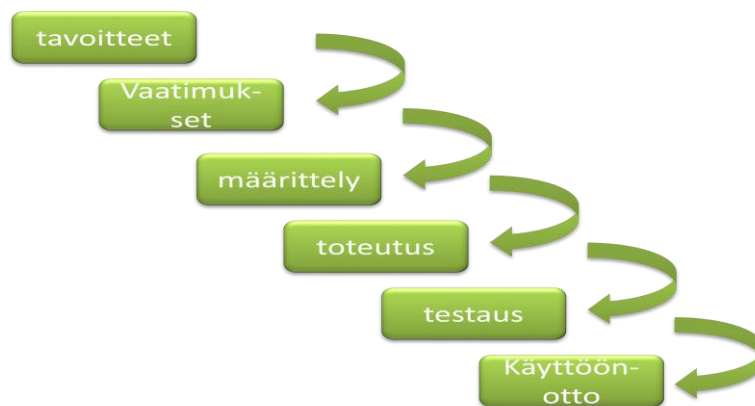 tavoitteet
Vaatimuk-
set
määrittely
toteutus
testaus
Käyttöön-
otto